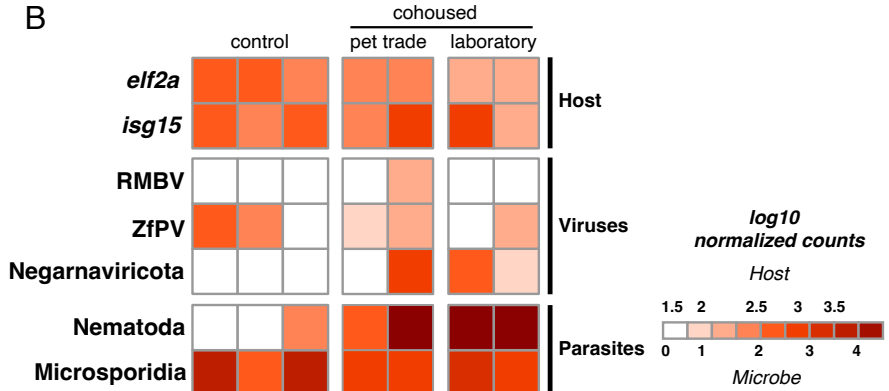 B
cohoused
control pet trade laboratory
elf2a
isg15
Host
RMBV
ZfPV
Negarnaviricota
Viruses
Nematoda
Microsporidia
Parasites
log10
normalized counts
Host
1.5 2 2.5 3 3.5
0 1 2 3 4
Microbe